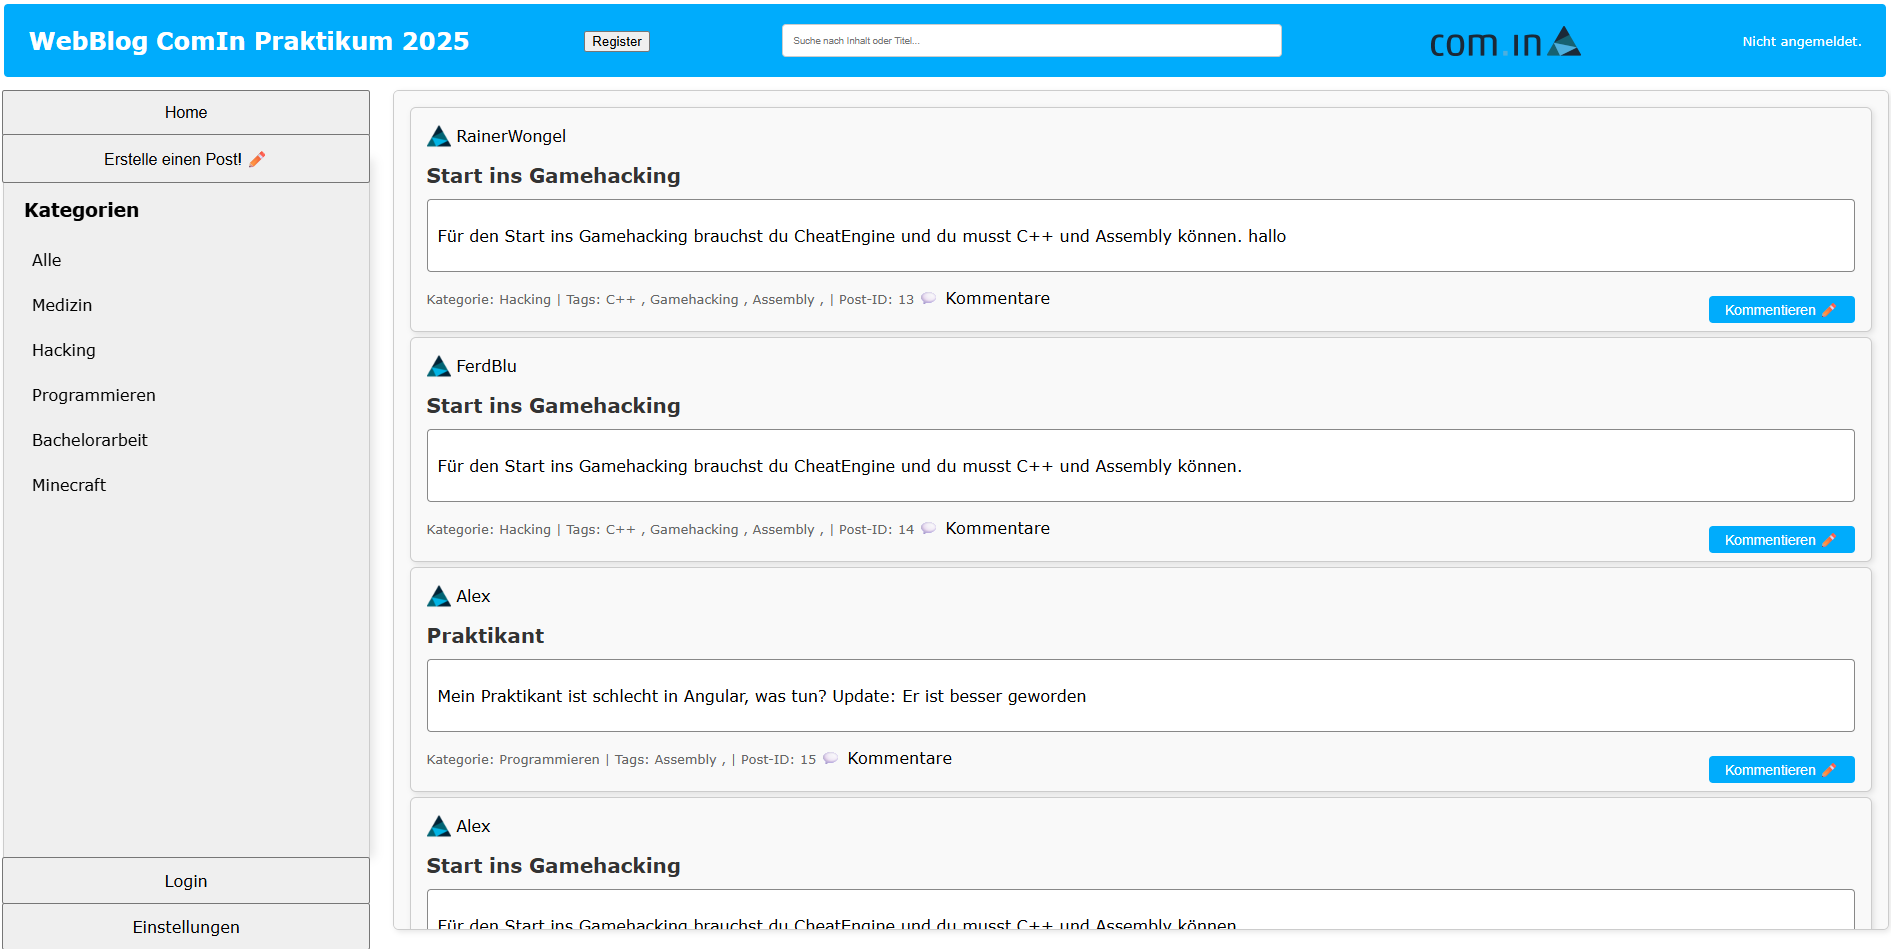 WebBlog ComIn Praktikum 2025
Register
Suche nach Inhalt oder Titel...
com.in
Nicht angemeldet.
Home
Erstelle einen Post!
Kategorien
Alle
Medizin
Hacking
Programmieren
Bachelorarbeit
Minecraft
Login
Einstellungen
RainerWongel
Start ins Gamehacking
Für den Start ins Gamehacking brauchst du CheatEngine und du musst C++ und Assembly können. hallo
Kategorie: Hacking | Tags: C++ , Gamehacking , Assembly , | Post-ID: 13 Kommentare
Kommentieren
FerdBlu
Start ins Gamehacking
Für den Start ins Gamehacking brauchst du CheatEngine und du musst C++ und Assembly können.
Kategorie: Hacking | Tags: C++ , Gamehacking , Assembly , | Post-ID: 14 Kommentare
Kommentieren
Alex
Praktikant
Mein Praktikant ist schlecht in Angular, was tun? Update: Er ist besser geworden
Kategorie: Programmieren | Tags: Assembly , | Post-ID: 15 Kommentare
Kommentieren
Alex
Start ins Gamehacking
Für den Start ins Gamehacking brauchst du CheatEngine und du musst C++ und Assembly können.